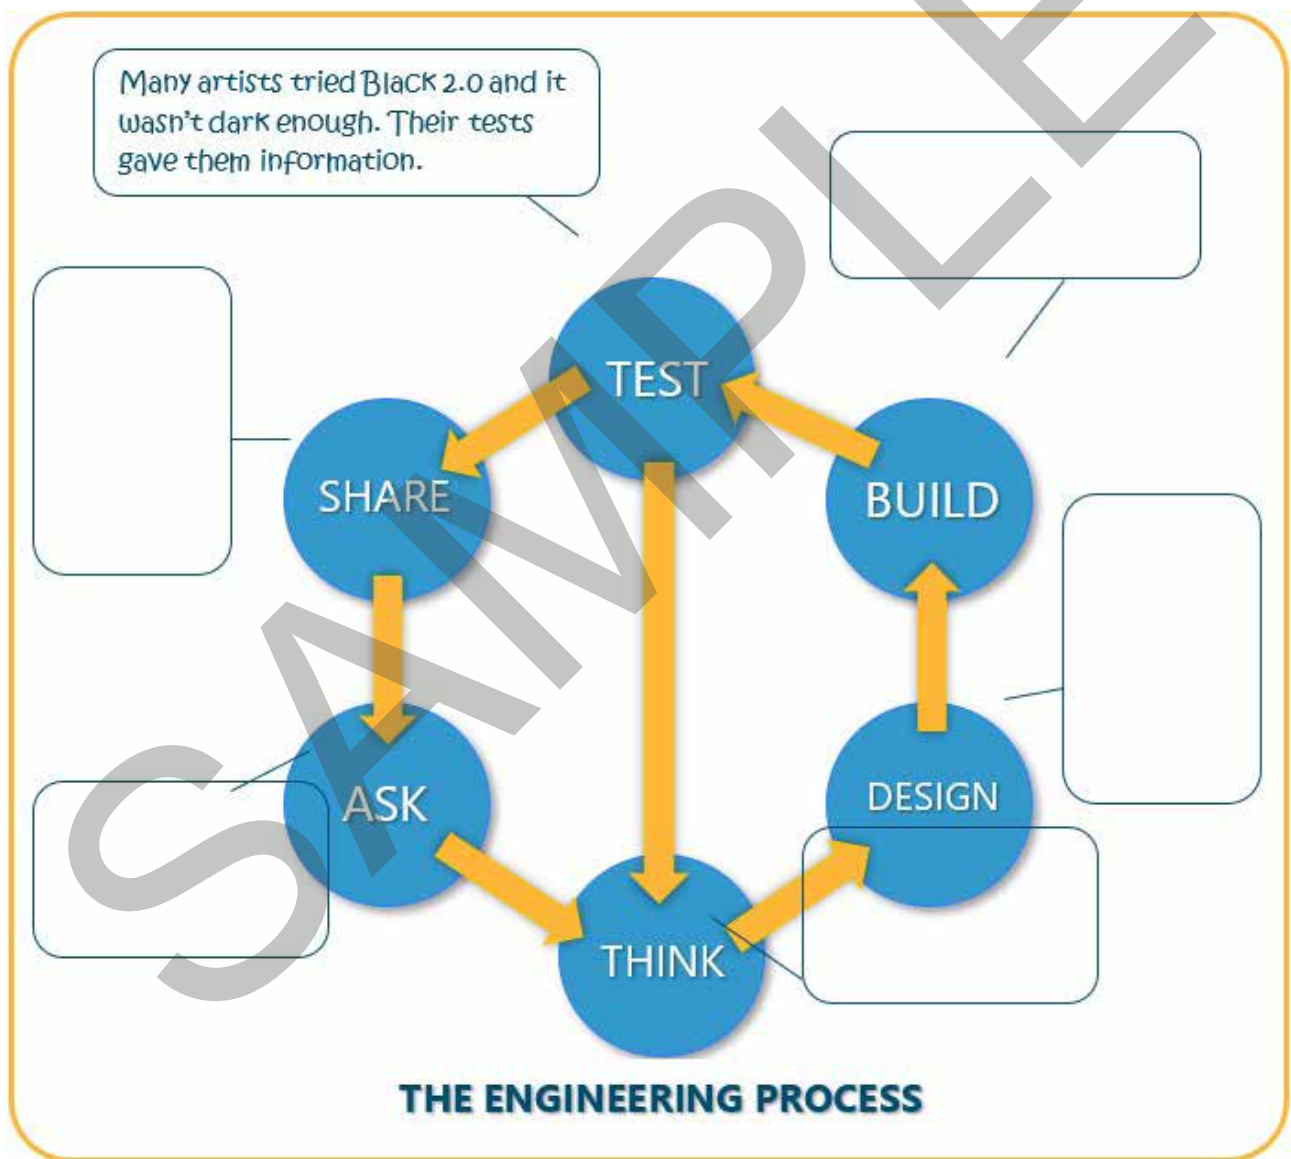 Many artists tried Black 2.0 and it
wasn't dark enough. Their tests
gave them information.
TEST
SHARE
BUILD
ASK
DESIGN
THINK
THE ENGINEERING PROCESS
SAMPLE